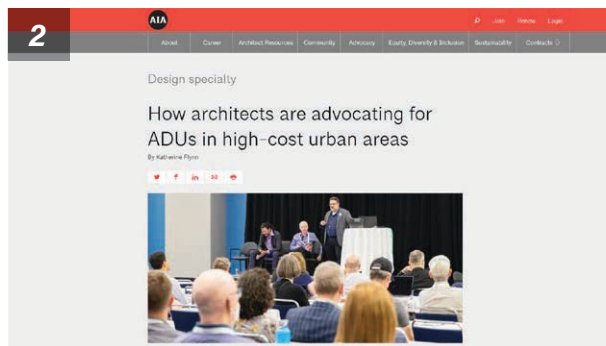 2
AIA
Join Renew Login
About Career Architect Resources Community Advocacy Equity, Diversity & Inclusion Sustainability Contracts
Design specialty
How architects are advocating for
ADUs in high-cost urban areas
By Katherine Flynn